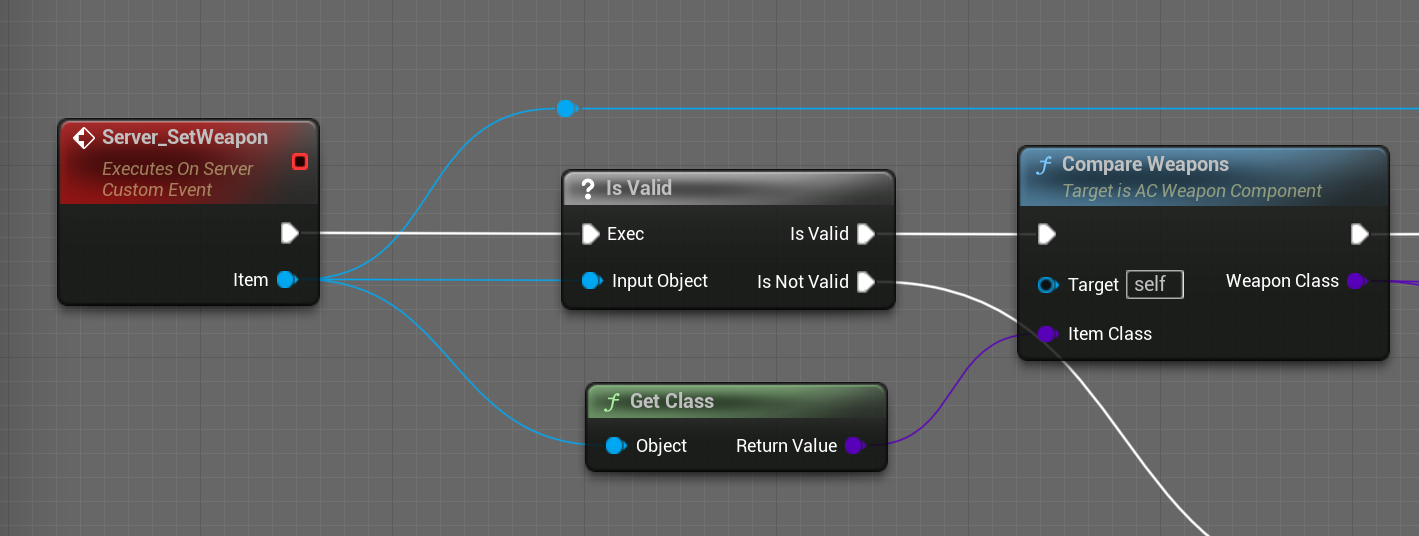 Server_SetWeapon
Executes On Server
Custom Event
Item
? Is Valid
Exec Is Valid
Input Object Is Not Valid
f Get Class
Object Return Value
f Compare Weapons
Target is AC Weapon Component
Target self Weapon Class
Item Class